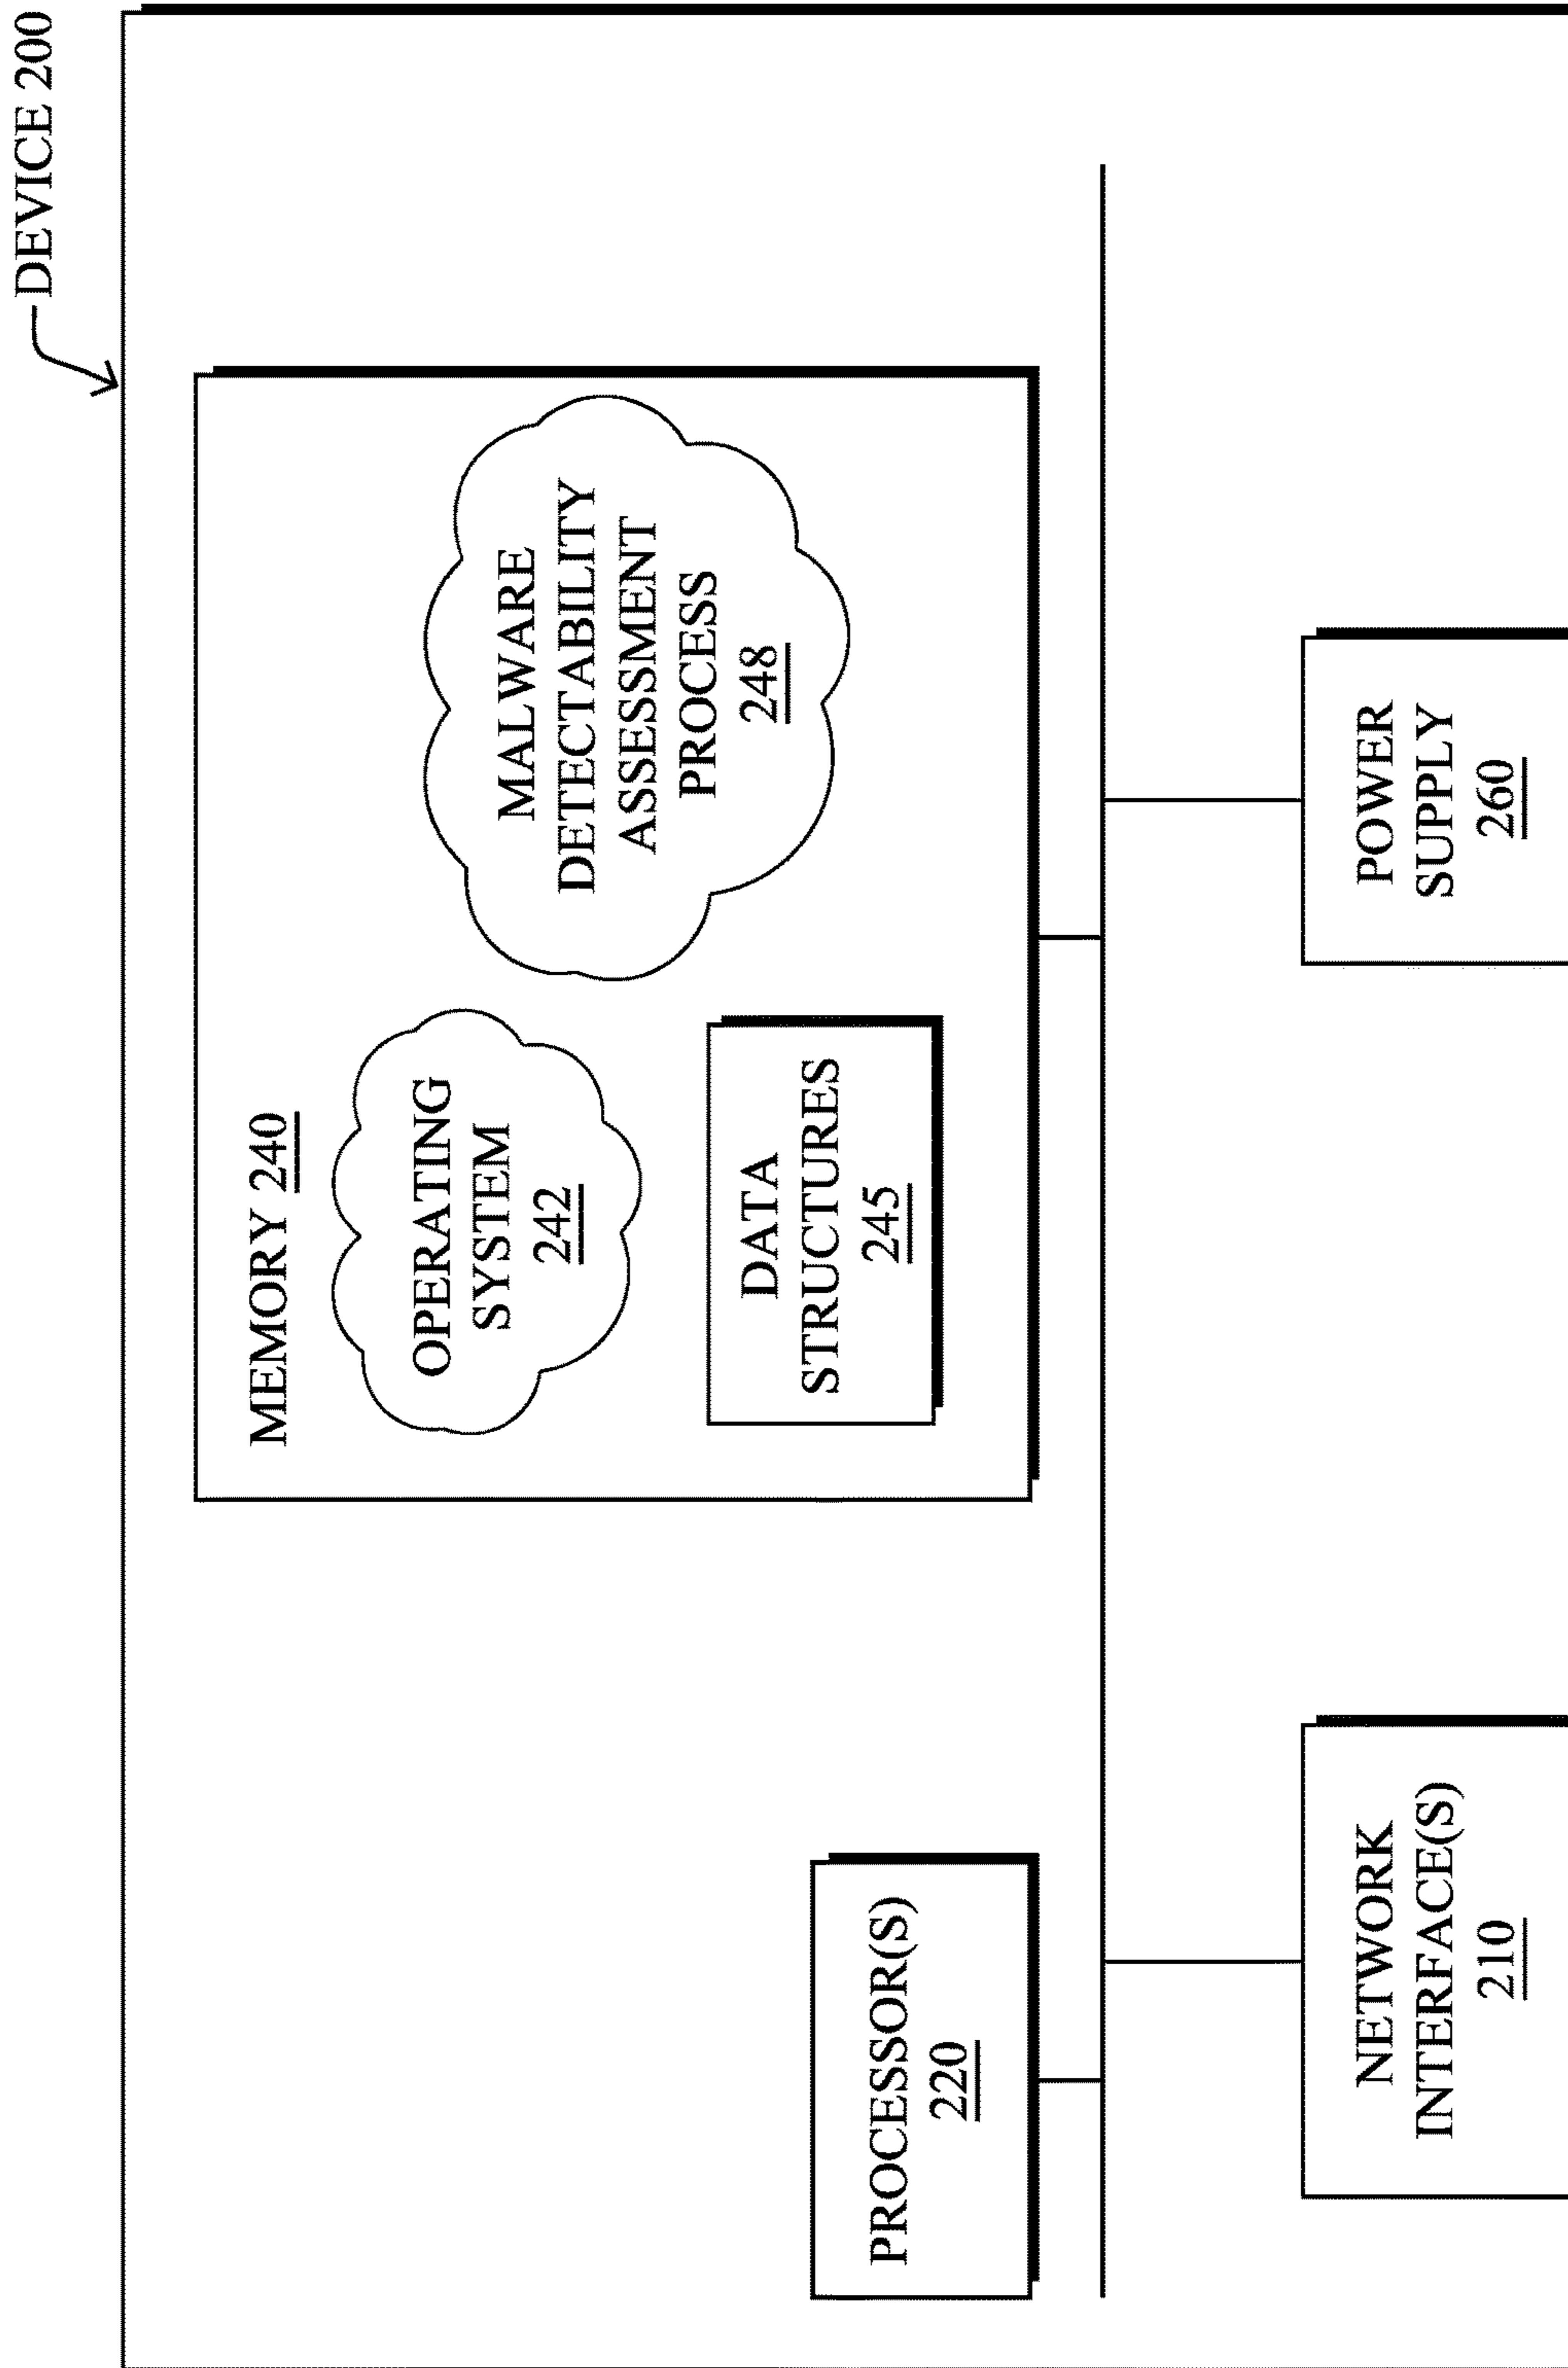 DEVICE 200
MEMORY 240
OPERATING
SYSTEM
242
MALWARE
DETECTABILITY
ASSESSMENT
PROCESS
248
DATA
STRUCTURES
245
PROCESSOR(S)
220
NETWORK
INTERFACE(S)
210
POWER
SUPPLY
260